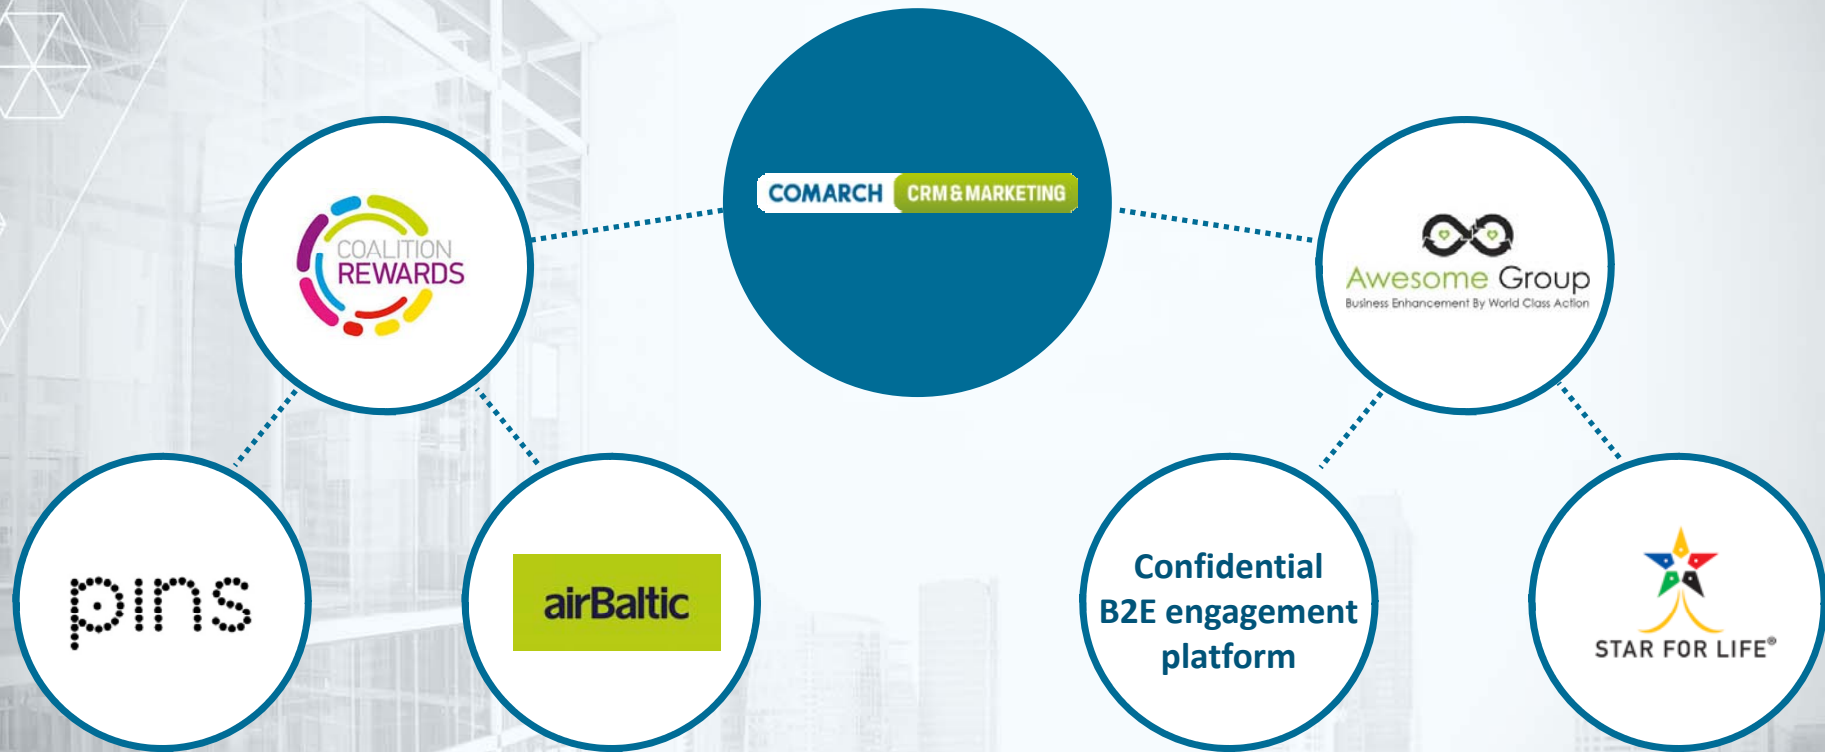 COMARCH CRM & MARKETING
COALITION
REWARDS
Awesome Group
Business Enhancement By World Class Action
pins
airBaltic
Confidential
B2E engagement
platform
STAR FOR LIFE®